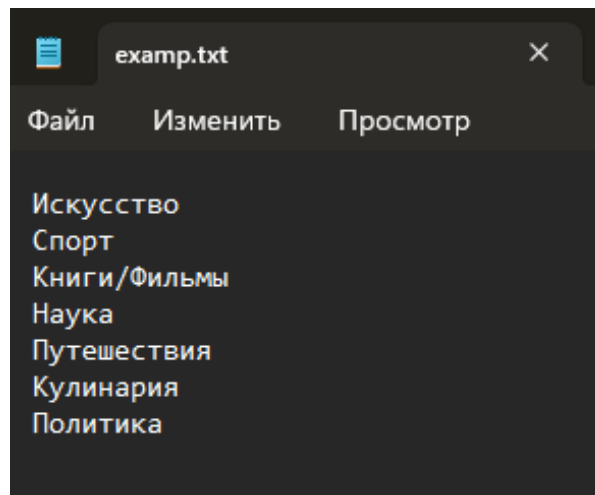 examp.txt
Файл Изменить Просмотр
Искусство
Спорт
Книги/Фильмы
Наука
Путешествия
Кулинария
Политика